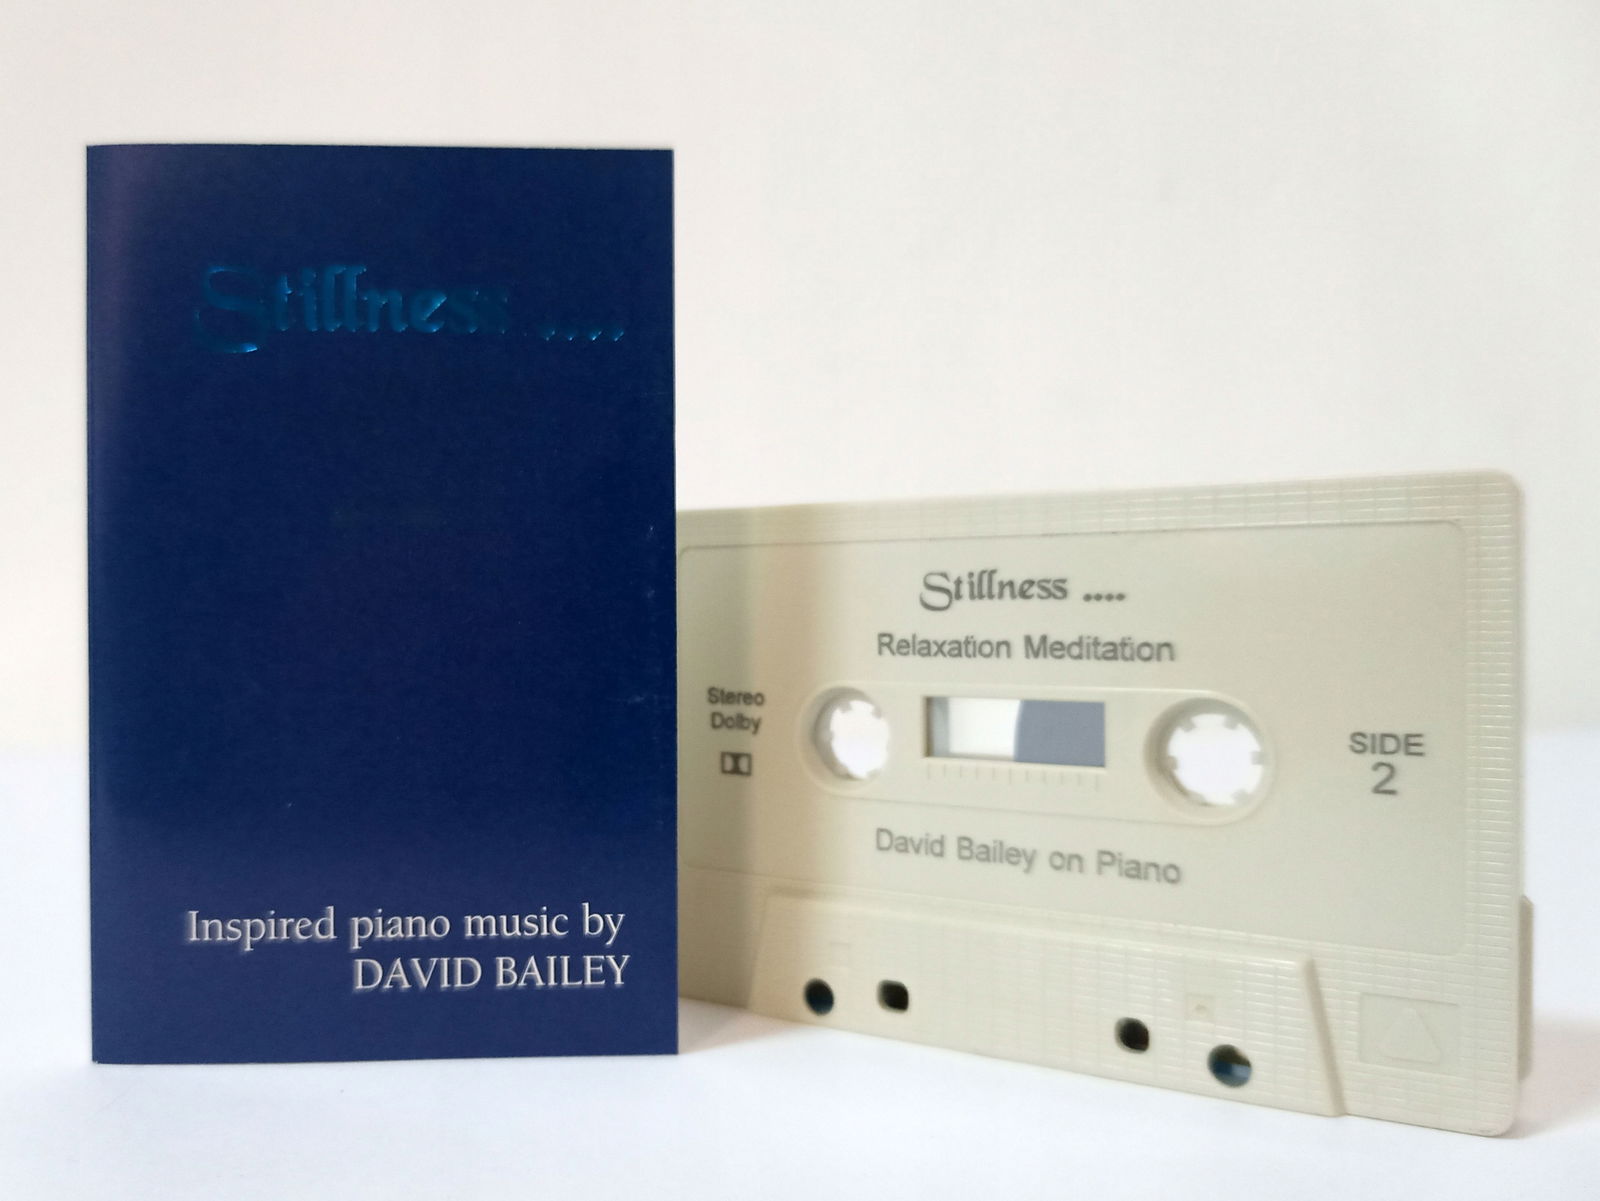 Stillness ....
Inspired piano music by
DAVID BAILEY
Stillness ....
Relaxation Meditation
Stereo
Dolby
SIDE
2
David Bailey on Piano